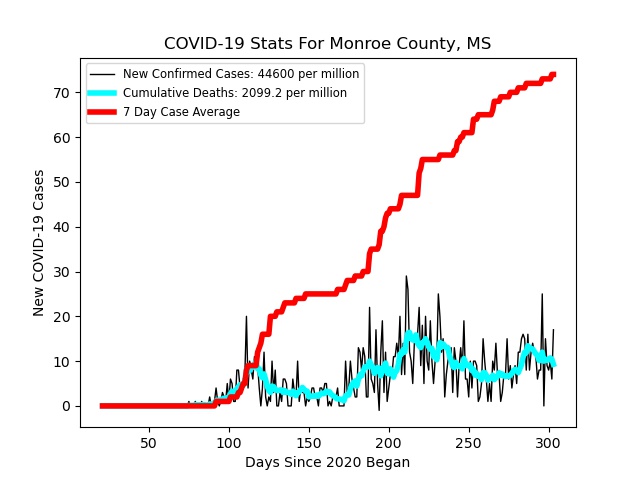 COVID-19 Stats For Monroe County, MS
New Confirmed Cases: 44600 per million
Cumulative Deaths: 2099.2 per million
7 Day Case Average
New COVID-19 Cases
70
60
50
40
30
20
10
0
50 100 150 200 250 300
Days Since 2020 Began